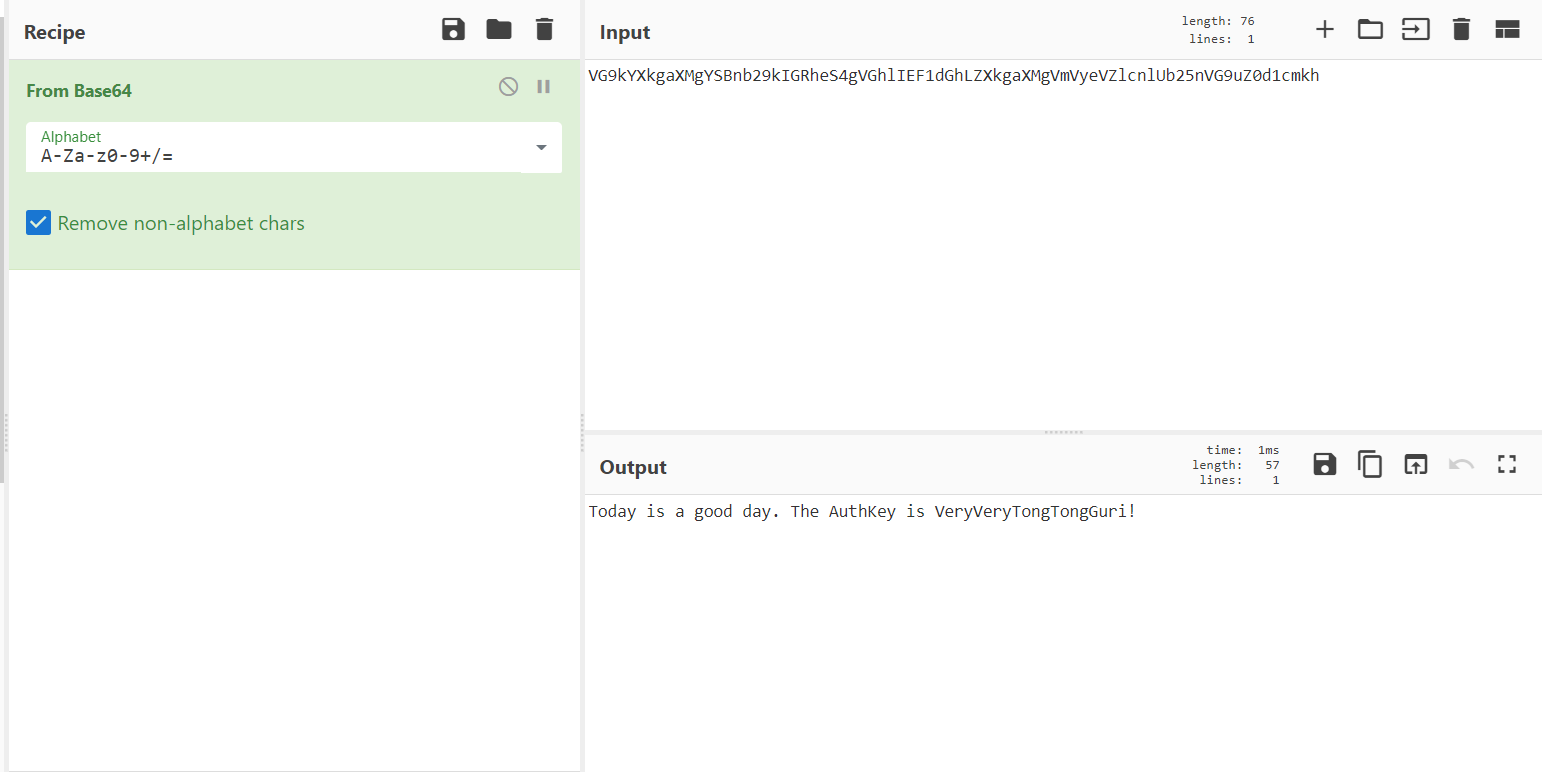 Recipe
From Base64
Alphabet
A-Za-z0-9+/=
Remove non-alphabet chars
Input
length: 76
lines: 1
VG9kYXkgaXMgYSBnb29kIGRheS4gVGhlIEF1dGhLZXkgaXMgVmVyeVZlcnlUb25nVG9uZ0d1cmkh
Output
time: 1ms
length: 57
lines: 1
Today is a good day. The AuthKey is VeryVeryTongTongGuri!